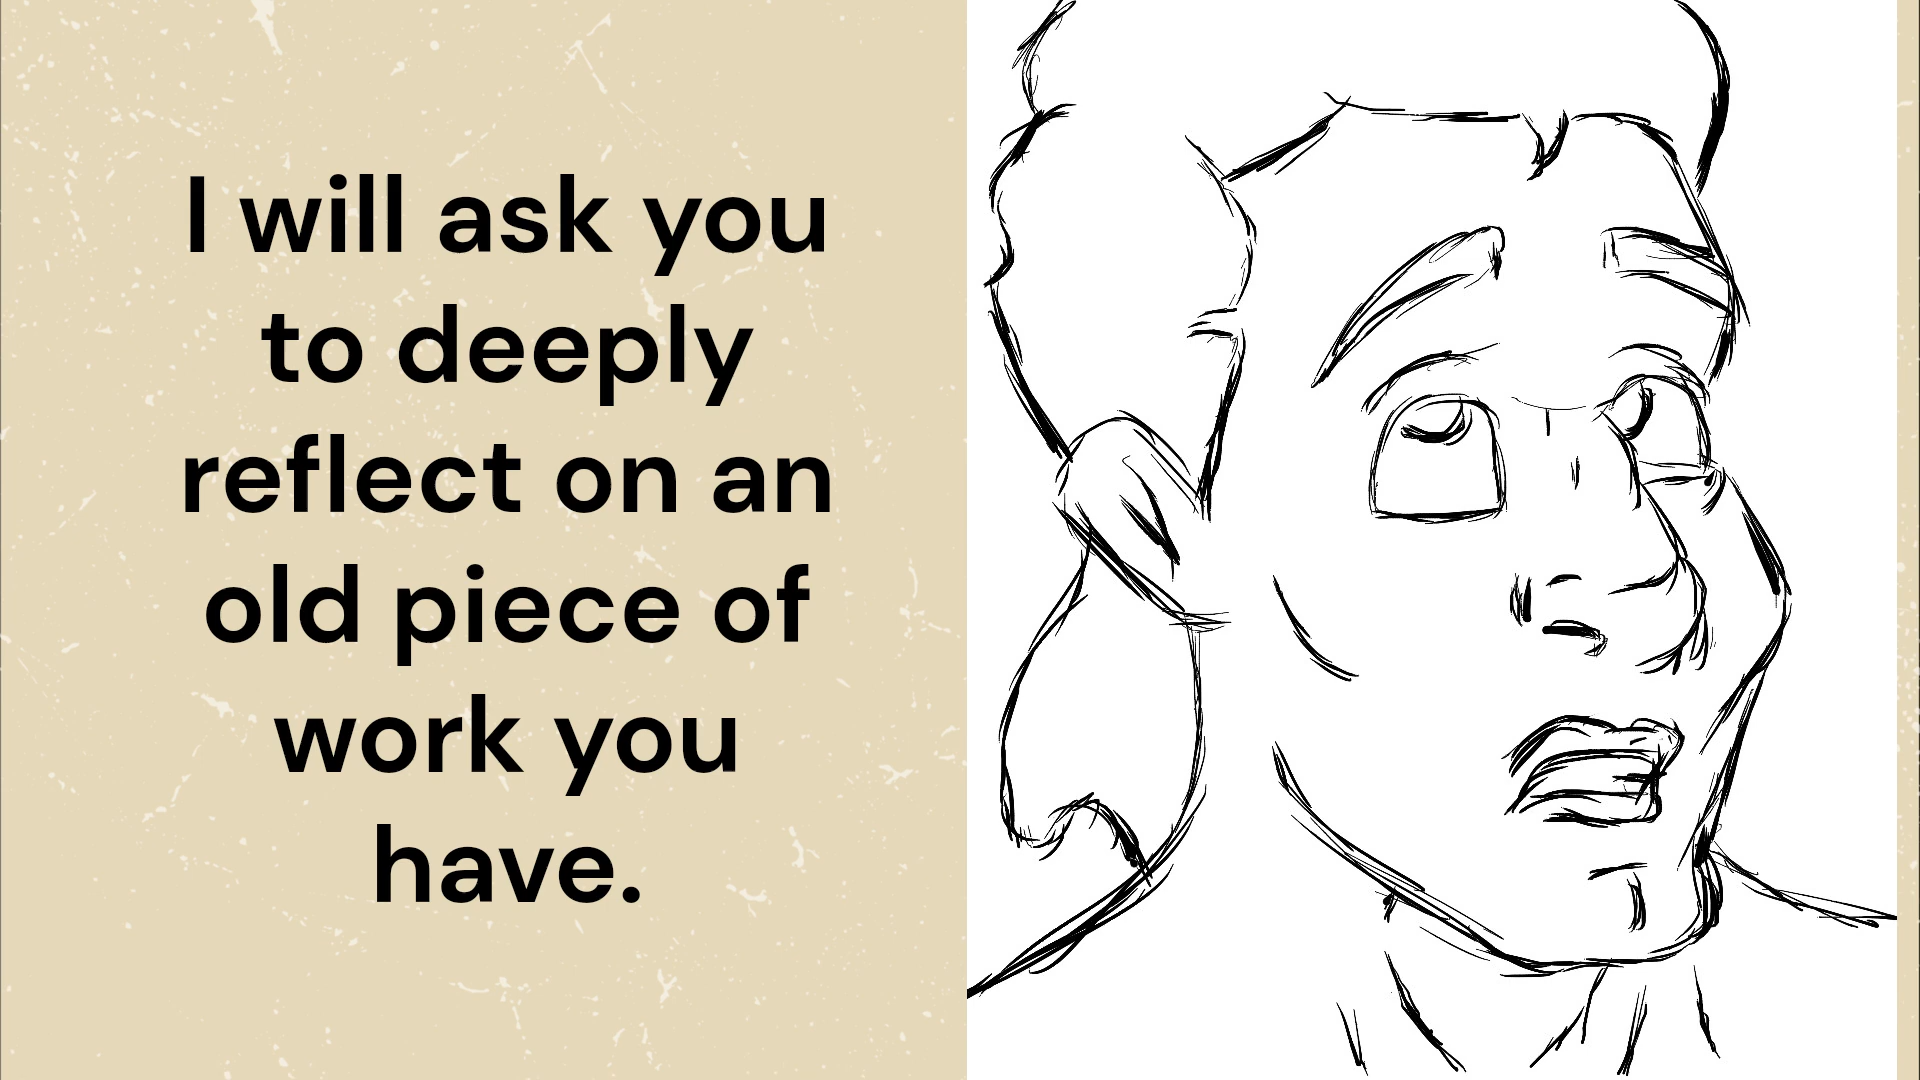 I will ask you
to deeply
reflect on an
old piece of
work you
have.